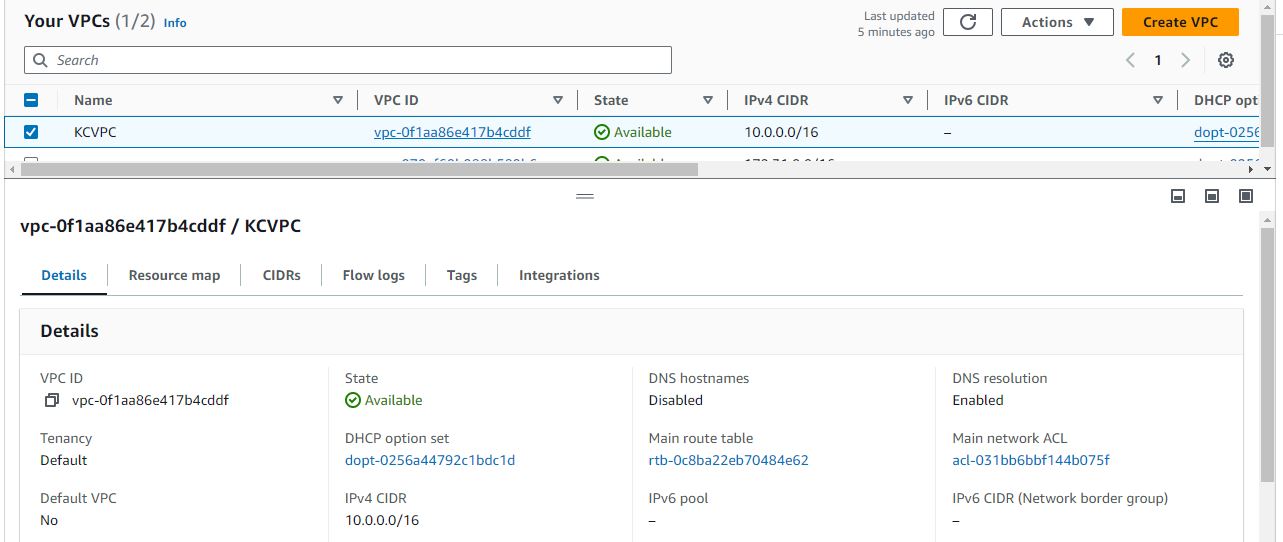 Your VPCs (1/2) Info
Last updated
5 minutes ago
Actions
Create VPC
Search
1
Name VPC ID State IPv4 CIDR IPv6 CIDR DHCP opt
KCVPC vpc-0f1aa86e417b4cddf Available 10.0.0.0/16 – dopt-0256
vpc-0f1aa86e417b4cddf / KCVPC
Details Resource map CIDRs Flow logs Tags Integrations
Details
VPC ID State DNS hostnames DNS resolution
vpc-0f1aa86e417b4cddf Available Disabled Enabled
Tenancy DHCP option set Main route table Main network ACL
Default dopt-0256a44792c1bdc1d rtb-0c8ba22eb70484e62 acl-031bb6bbf144b075f
Default VPC IPv4 CIDR IPv6 pool IPv6 CIDR (Network border group)
No 10.0.0.0/16 – –